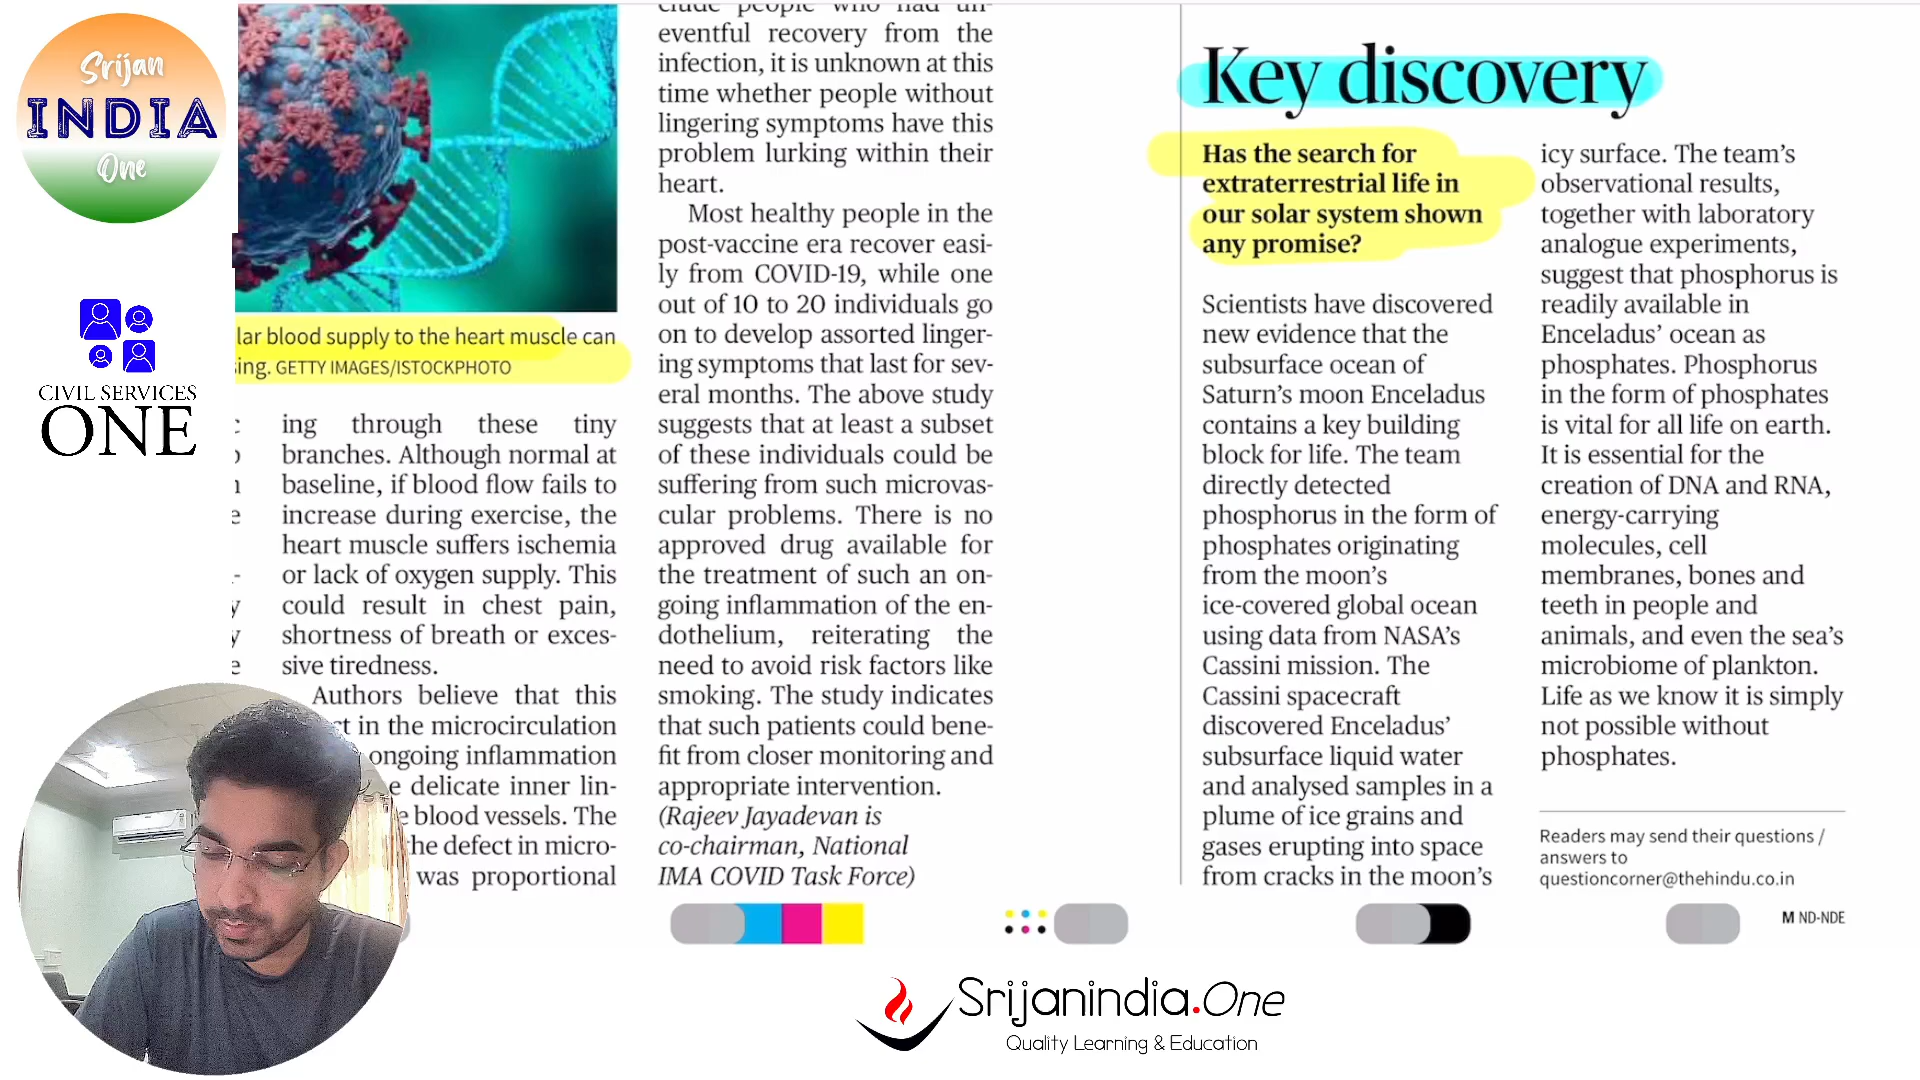 Srijan
INDIA
One
CIVIL SERVICES
ONE
lar blood supply to the heart muscle can
ing. GETTY IMAGES/ISTOCKPHOTO
ing through these tiny
branches. Although normal at
baseline, if blood flow fails to
increase during exercise, the
heart muscle suffers ischemia
or lack of oxygen supply. This
could result in chest pain,
shortness of breath or exces-
sive tiredness.
Authors believe that this
in the microcirculation
ongoing inflammation
delicate inner lin-
blood vessels. The
the defect in micro-
was proportional
clude people who had un-
eventful recovery from the
infection, it is unknown at this
time whether people without
lingering symptoms have this
problem lurking within their
heart.
Most healthy people in the
post-vaccine era recover easi-
ly from COVID-19, while one
out of 10 to 20 individuals go
on to develop assorted linger-
ing symptoms that last for sev-
eral months. The above study
suggests that at least a subset
of these individuals could be
suffering from such microvas-
cular problems. There is no
approved drug available for
the treatment of such an on-
going inflammation of the en-
dothelium, reiterating the
need to avoid risk factors like
smoking. The study indicates
that such patients could bene-
fit from closer monitoring and
appropriate intervention.
(Rajeev Jayadevan is
co-chairman, National
IMA COVID Task Force)
Key discovery
Has the search for
extraterrestrial life in
our solar system shown
any promise?
Scientists have discovered
new evidence that the
subsurface ocean of
Saturn's moon Enceladus
contains a key building
block for life. The team
directly detected
phosphorus in the form of
phosphates originating
from the moon's
ice-covered global ocean
using data from NASA's
Cassini mission. The
Cassini spacecraft
discovered Enceladus'
subsurface liquid water
and analysed samples in a
plume of ice grains and
gases erupting into space
from cracks in the moon's
icy surface. The team's
observational results,
together with laboratory
analogue experiments,
suggest that phosphorus is
readily available in
Enceladus' ocean as
phosphates. Phosphorus
in the form of phosphates
is vital for all life on earth.
It is essential for the
creation of DNA and RNA,
energy-carrying
molecules, cell
membranes, bones and
teeth in people and
animals, and even the sea's
microbiome of plankton.
Life as we know it is simply
not possible without
phosphates.
Readers may send their questions /
answers to
questioncorner@thehindu.co.in
M ND-NDE
Srijanindia.One
Quality Learning & Education